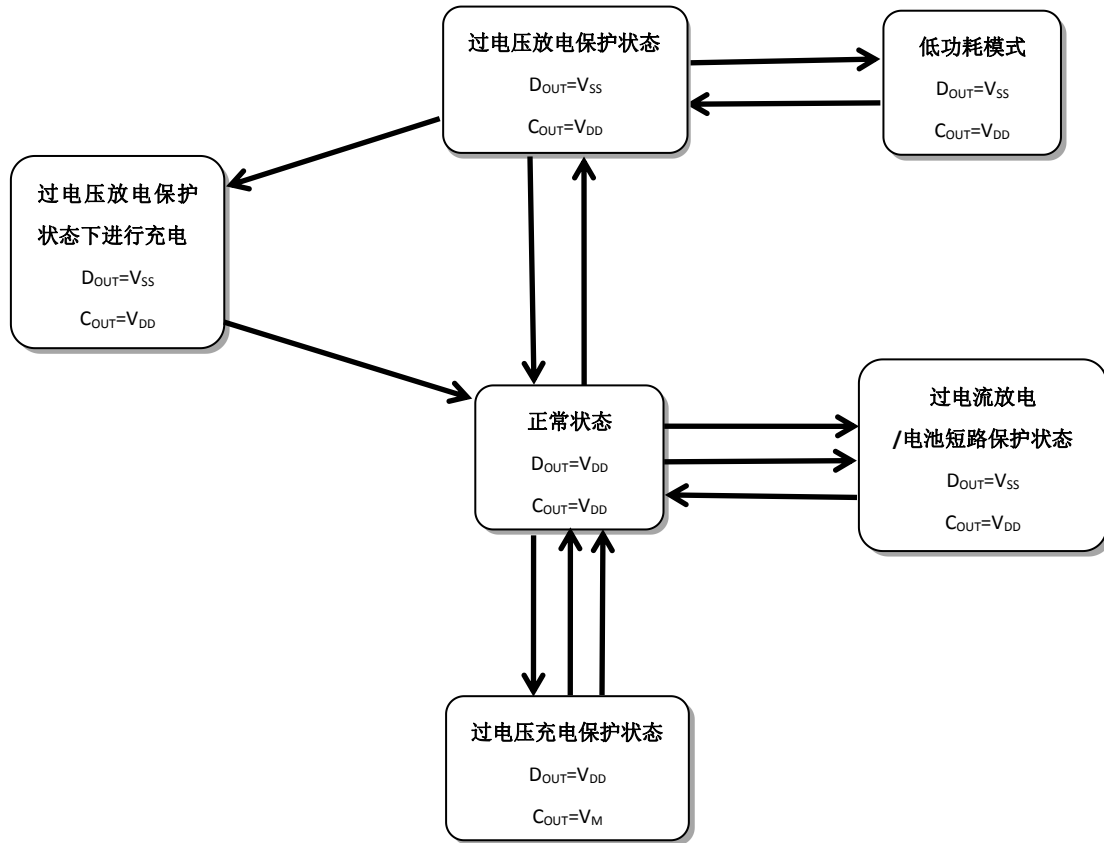 过电压放电保护状态
DOUT=VSS
COUT=VDD
低功耗模式
DOUT=VSS
COUT=VDD
过电压放电保护
状态下进行充电
DOUT=VSS
COUT=VDD
正常状态
DOUT=VDD
COUT=VDD
过电流放电
/电池短路保护状态
DOUT=VSS
COUT=VDD
过电压充电保护状态
DOUT=VDD
COUT=VM